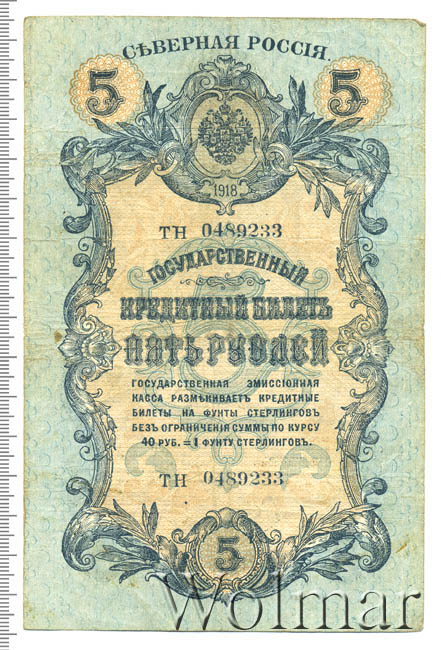 СѢВЕРНАЯ РОССІЯ.
5 5
1918
ТН 0489233
ГОСУДАРСТВЕННЫЙ
КРЕДИТНЫЙ БИЛЕТЪ
ПЯТЬ РУБЛЕЙ
ГОСУДАРСТВЕННАЯ ЭМИССІОННАЯ
КАССА РАЗМѢНИВАЕТЪ КРЕДИТНЫЕ
БИЛЕТЫ НА ФУНТЫ СТЕРЛИНГОВЪ
БЕЗЪ ОГРАНИЧЕНІЯ СУММЫ ПО КУРСУ
40 РУБ. = 1 ФУНТУ СТЕРЛИНГОВЪ.
ТН 0489233
5
Wolmar